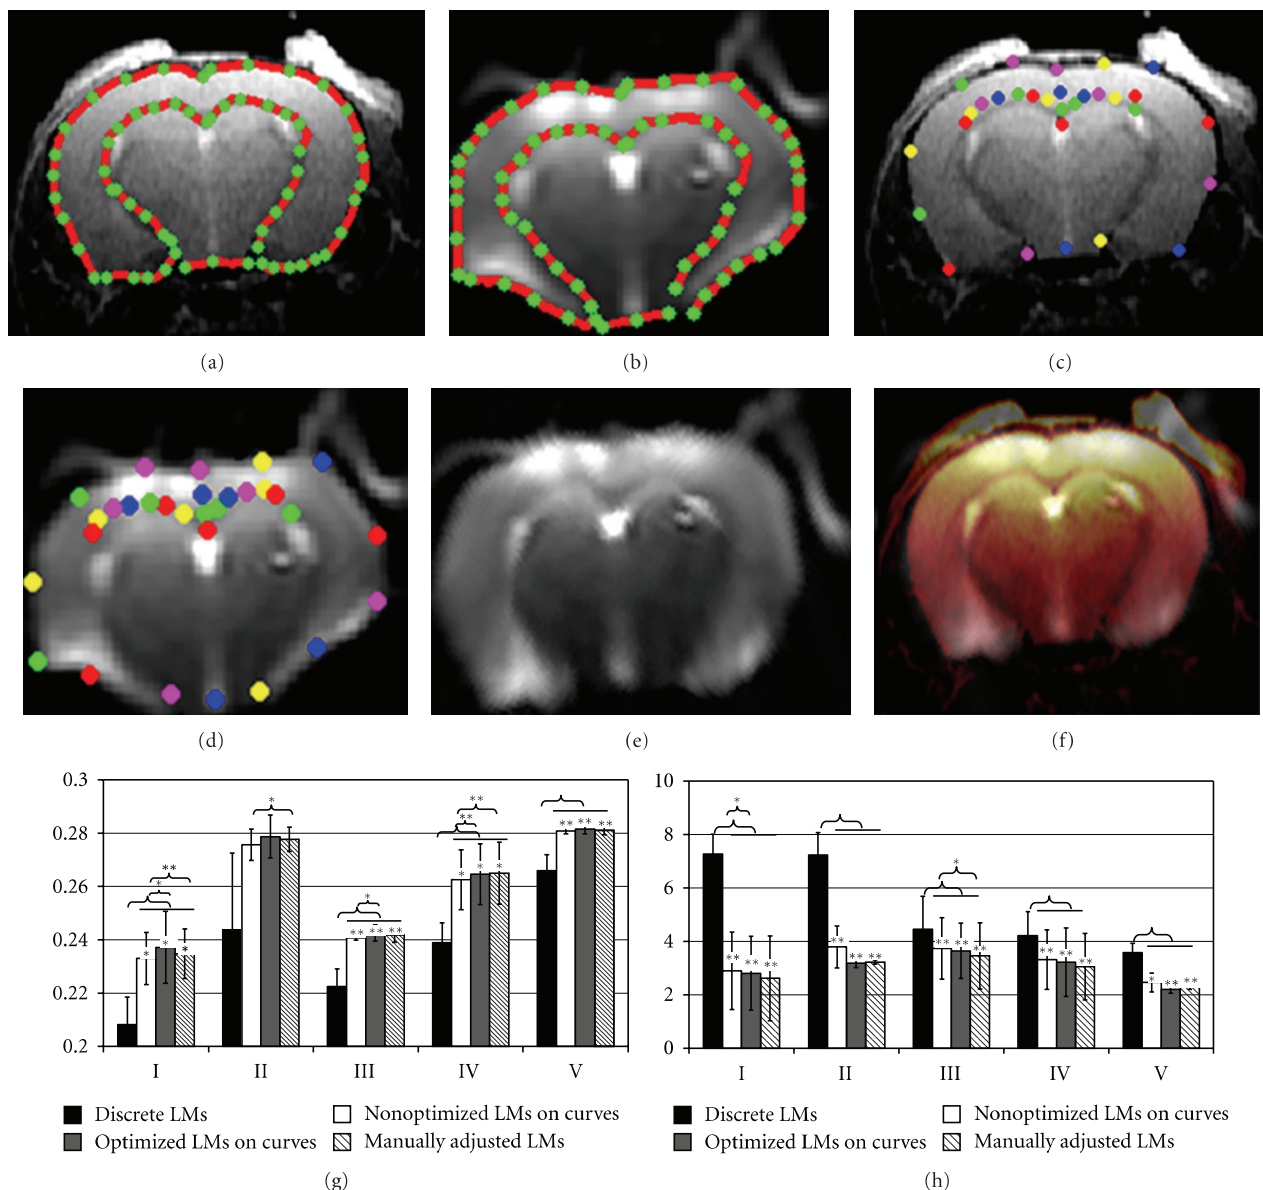 (a)
(b)
(c)
(d)
(e)
(f)
0.3
0.28
0.26
0.24
0.22
0.2
*
**
*
*
*
*
*
**
**
*
**
**
*
*
*
**
**
**
I
II
III
IV
V
Discrete LMs
Nonoptimized LMs on curves
Optimized LMs on curves
Manually adjusted LMs
(g)
10
8
6
4
2
0
*
**
**
**
**
**
**
*
**
**
**
**
**
**
*
**
**
I
II
III
IV
V
Discrete LMs
Nonoptimized LMs on curves
Optimized LMs on curves
Manually adjusted LMs
(h)